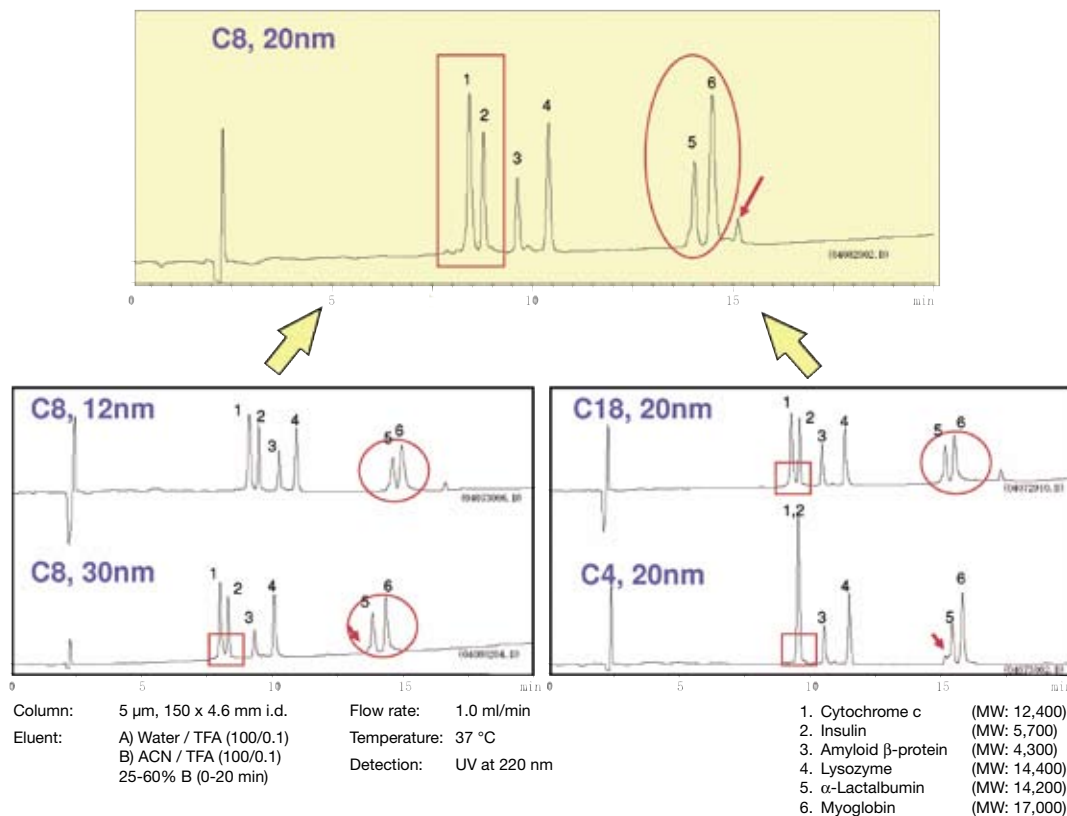 C8, 20nm
1
2
3
4
5
6
0 5 10 15 min
C8, 12nm
1
2
3
4
5
6
C8, 30nm
1
2
3
4
5
6
0 5 10 15 min
C18, 20nm
1
2
3
4
5
6
C4, 20nm
1,2
3
4
5
6
0 5 15 min
Column: 5 µm, 150 x 4.6 mm i.d.
Eluent: A) Water / TFA (100/0.1)
B) ACN / TFA (100/0.1)
25-60% B (0-20 min)
Flow rate: 1.0 ml/min
Temperature: 37 °C
Detection: UV at 220 nm
1. Cytochrome c (MW: 12,400)
2. Insulin (MW: 5,700)
3. Amyloid β-protein (MW: 4,300)
4. Lysozyme (MW: 14,400)
5. α-Lactalbumin (MW: 14,200)
6. Myoglobin (MW: 17,000)